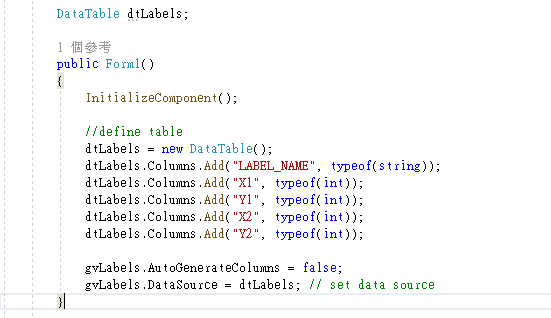 DataTable dtLabels;
1 個參考
public Form1()
{
InitializeComponent();
//define table
dtLabels = new DataTable();
dtLabels.Columns.Add("LABEL_NAME", typeof(string));
dtLabels.Columns.Add("X1", typeof(int));
dtLabels.Columns.Add("Y1", typeof(int));
dtLabels.Columns.Add("X2", typeof(int));
dtLabels.Columns.Add("Y2", typeof(int));
gvLabels.AutoGenerateColumns = false;
gvLabels.DataSource = dtLabels; // set data source
}